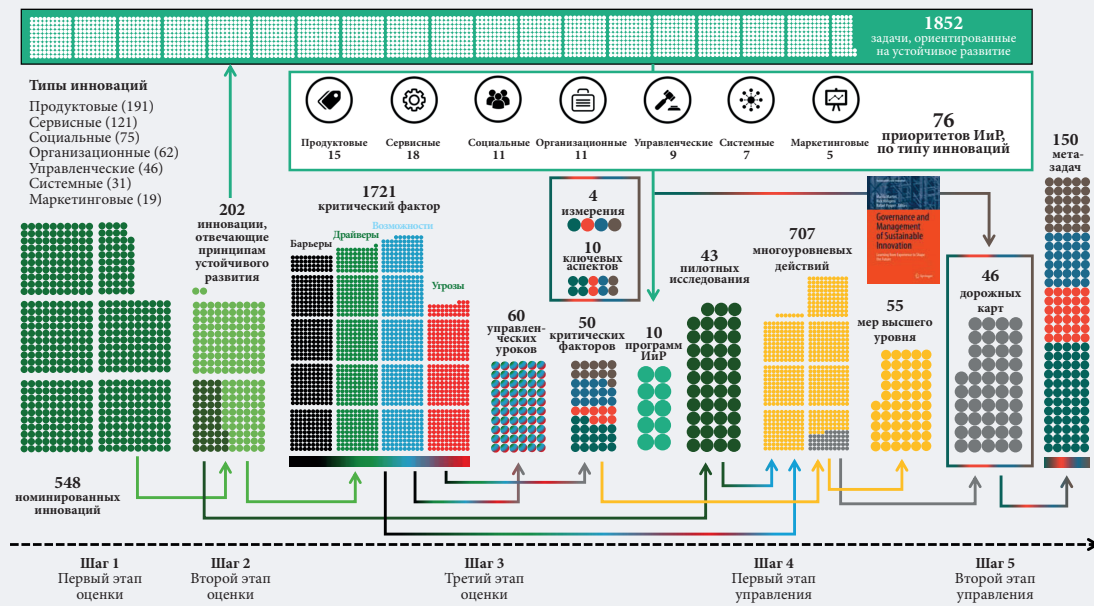 1852
задачи, ориентированные
на устойчивое развитие
Типы инноваций
Продуктовые (191)
Сервисные (121)
Социальные (75)
Организационные (62)
Управленческие (46)
Системные (31)
Маркетинговые (19)
Продуктовые
15
Сервисные
18
Социальные
11
Организационные
11
Управленческие
9
Системные
7
Маркетинговые
5
76
приоритетов ИиР,
по типу инноваций
150
мета-
задач
202
инновации,
отвечающие
принципам
устойчивого
развития
1721
критический фактор
Барьеры
Драйверы
Возможности
Угрозы
4
измерения
10
ключевых
аспектов
60
управлен-
ческих
уроков
50
критических
факторов
10
программ
ИиР
43
пилотных
исследования
707
многоуровневых
действий
Governance and
Management
of Sustainable
Innovation
Springer
55
мер высшего
уровня
46
дорожных
карт
548
номинированных
инноваций
Шаг 1
Первый этап
оценки
Шаг 2
Второй этап
оценки
Шаг 3
Третий этап
оценки
Шаг 4
Первый этап
управления
Шаг 5
Второй этап
управления